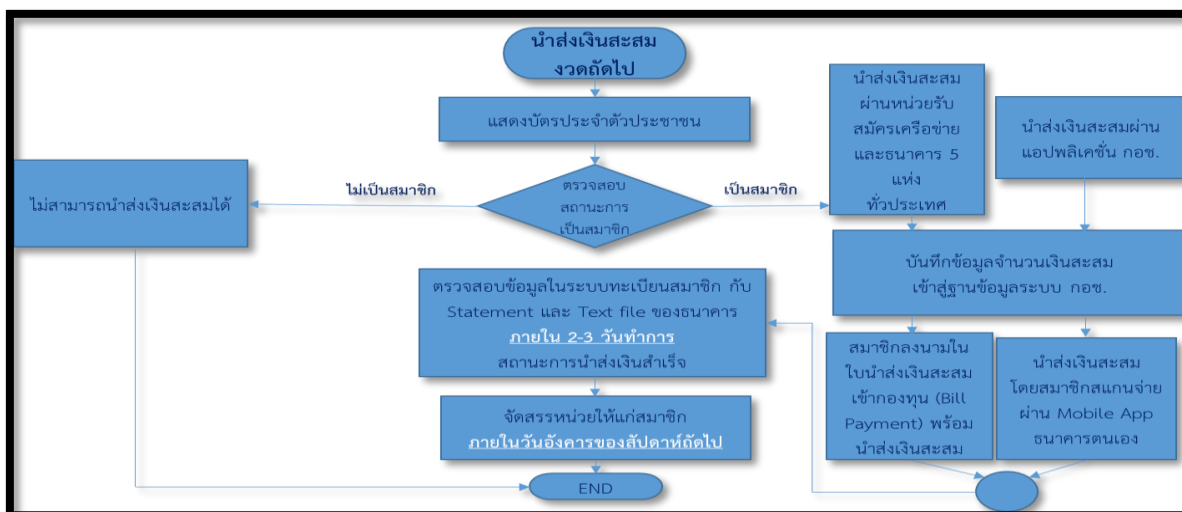 นำส่งเงินสะสม
งวดถัดไป
แสดงบัตรประจำตัวประชาชน
ตรวจสอบ
สถานะการ
เป็นสมาชิก
ไม่เป็นสมาชิก
ไม่สามารถนำส่งเงินสะสมได้
เป็นสมาชิก
นำส่งเงินสะสม
ผ่านหน่วยรับ
สมัครเครือข่าย
และธนาคาร 5
แห่ง
ทั่วประเทศ
นำส่งเงินสะสมผ่าน
แอปพลิเคชั่น กอช.
บันทึกข้อมูลจำนวนเงินสะสม
เข้าสู่ฐานข้อมูลระบบ กอช.
สมาชิกลงนามใน
ใบนำส่งเงินสะสม
เข้ากองทุน (Bill
Payment) พร้อม
นำส่งเงินสะสม
นำส่งเงินสะสม
โดยสมาชิกสแกนจ่าย
ผ่าน Mobile App
ธนาคารตนเอง
ตรวจสอบข้อมูลในระบบทะเบียนสมาชิก กับ
Statement และ Text file ของธนาคาร
ภายใน 2-3 วันทำการ
สถานะการนำส่งเงินสำเร็จ
จัดสรรหน่วยให้แก่สมาชิก
ภายในวันอังคารของสัปดาห์ถัดไป
END